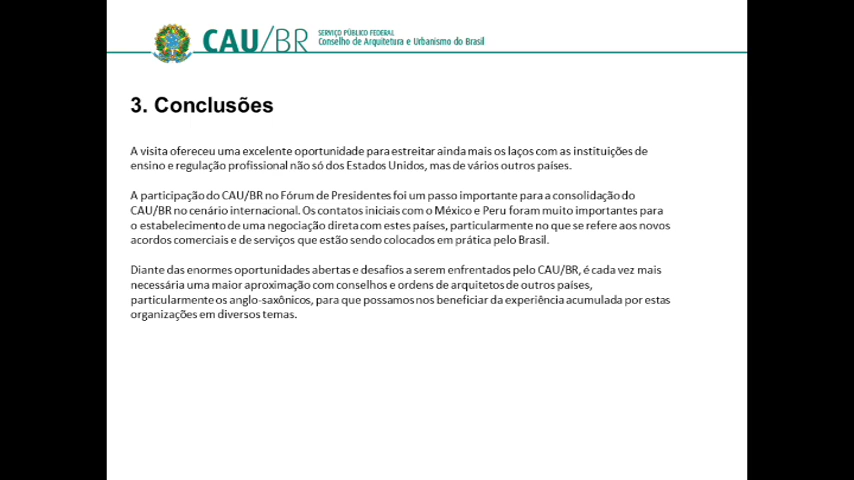 CAU/BR
SERVIÇO PÚBLICO FEDERAL
Conselho de Arquitetura e Urbanismo do Brasil
3. Conclusões
A visita ofereceu uma excelente oportunidade para estreitar ainda mais os laços com as instituições de
ensino e regulação profissional não só dos Estados Unidos, mas de vários outros países.
A participação do CAU/BR no Fórum de Presidentes foi um passo importante para a consolidação do
CAU/BR no cenário internacional. Os contatos iniciais com o México e Peru foram muito importantes para
o estabelecimento de uma negociação direta com estes países, particularmente no que se refere aos novos
acordos comerciais e de serviços que estão sendo colocados em prática pelo Brasil.
Diante das enormes oportunidades abertas e desafios a serem enfrentados pelo CAU/BR, é cada vez mais
necessária uma maior aproximação com conselhos e ordens de arquitetos de outros países,
particularmente os anglo-saxônicos, para que possamos nos beneficiar da experiência acumulada por estas
organizações em diversos temas.